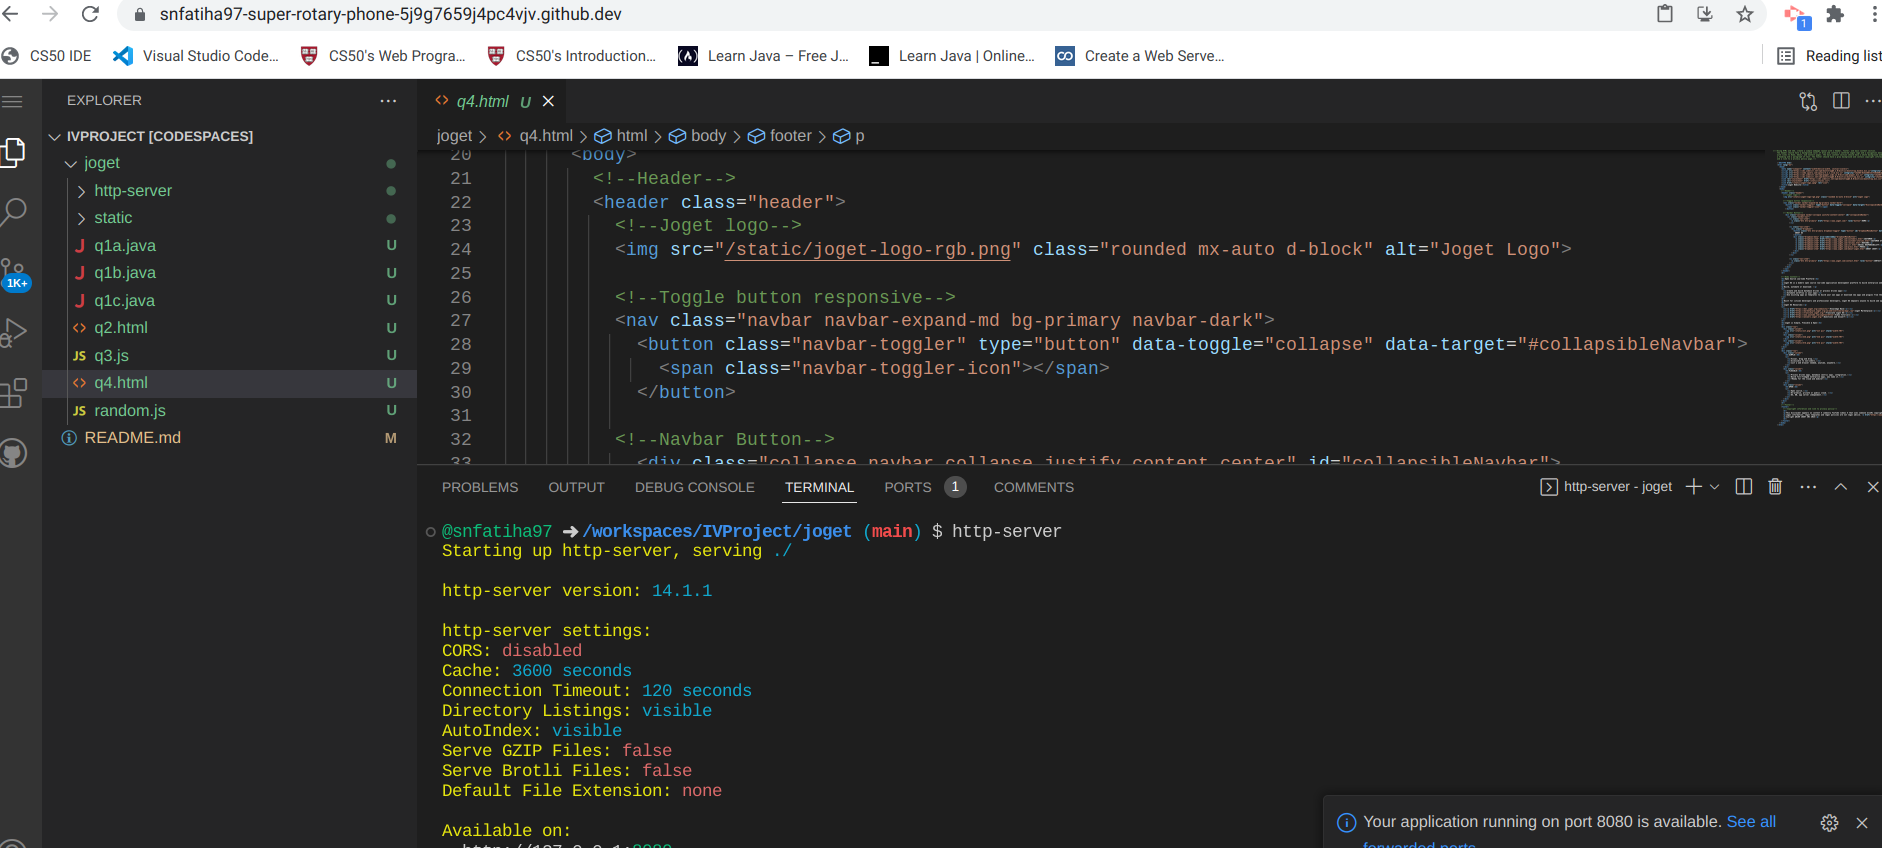 snfatiha97-super-rotary-phone-5j9g7659j4pc4vjv.github.dev
1
CS50 IDE Visual Studio Code... CS50's Web Progra... CS50's Introduction... Learn Java – Free J... Learn Java | Online... Create a Web Serve... Reading list
EXPLORER
IVPROJECT [CODESPACES]
joget
http-server
static
q1a.java U
q1b.java U
q1c.java U
q2.html U
q3.js U
q4.html U
random.js U
README.md M
1K+
q4.html U
joget > q4.html > html > body > footer > p
20 <body>
21 <!--Header-->
22 <header class="header">
23 <!--Joget logo-->
24 <img src="/static/joget-logo-rgb.png" class="rounded mx-auto d-block" alt="Joget Logo">
25
26 <!--Toggle button responsive-->
27 <nav class="navbar navbar-expand-md bg-primary navbar-dark">
28 <button class="navbar-toggler" type="button" data-toggle="collapse" data-target="#collapsibleNavbar">
29 <span class="navbar-toggler-icon"></span>
30 </button>
31
32 <!--Navbar Button-->
33 <div class="collapse navbar-collapse justify-content-center" id="collapsibleNavbar">
PROBLEMS OUTPUT DEBUG CONSOLE TERMINAL PORTS 1 COMMENTS
http-server - joget
@snfatiha97 ➜ /workspaces/IVProject/joget (main) $ http-server
Starting up http-server, serving ./
http-server version: 14.1.1
http-server settings:
CORS: disabled
Cache: 3600 seconds
Connection Timeout: 120 seconds
Directory Listings: visible
AutoIndex: visible
Serve GZIP Files: false
Serve Brotli Files: false
Default File Extension: none
Available on:
http://127.0.0.1:8080
Your application running on port 8080 is available. See all
forwarded ports